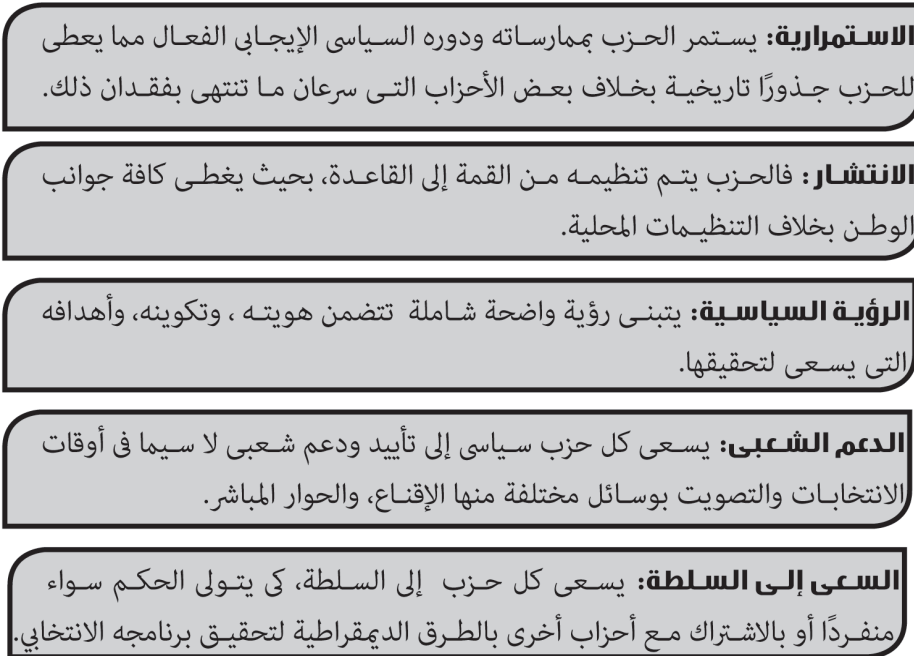 الاستمرارية: يستمر الحزب بممارساته ودوره السياسى الإيجابى الفعال مما يعطى
للحزب جذورًا تاريخية بخلاف بعض الأحزاب التى سرعان ما تنتهى بفقدان ذلك.
الانتشار: فالحزب يتم تنظيمه من القمة إلى القاعدة، بحيث يغطى كافة جوانب
الوطن بخلاف التنظيمات المحلية.
الرؤية السياسية: يتبنى رؤية واضحة شاملة تتضمن هويته ، وتكوينه، وأهدافه
التى يسعى لتحقيقها.
الدعم الشعبى: يسعى كل حزب سياسى إلى تأييد ودعم شعبى لا سيما فى أوقات
الانتخابات والتصويت بوسائل مختلفة منها الإقناع، والحوار المباشر.
السعى إلى السلطة: يسعى كل حزب إلى السلطة، كى يتولى الحكم سواء
منفردًا أو بالاشتراك مع أحزاب أخرى بالطرق الديمقراطية لتحقيق برنامجه الانتخابي.